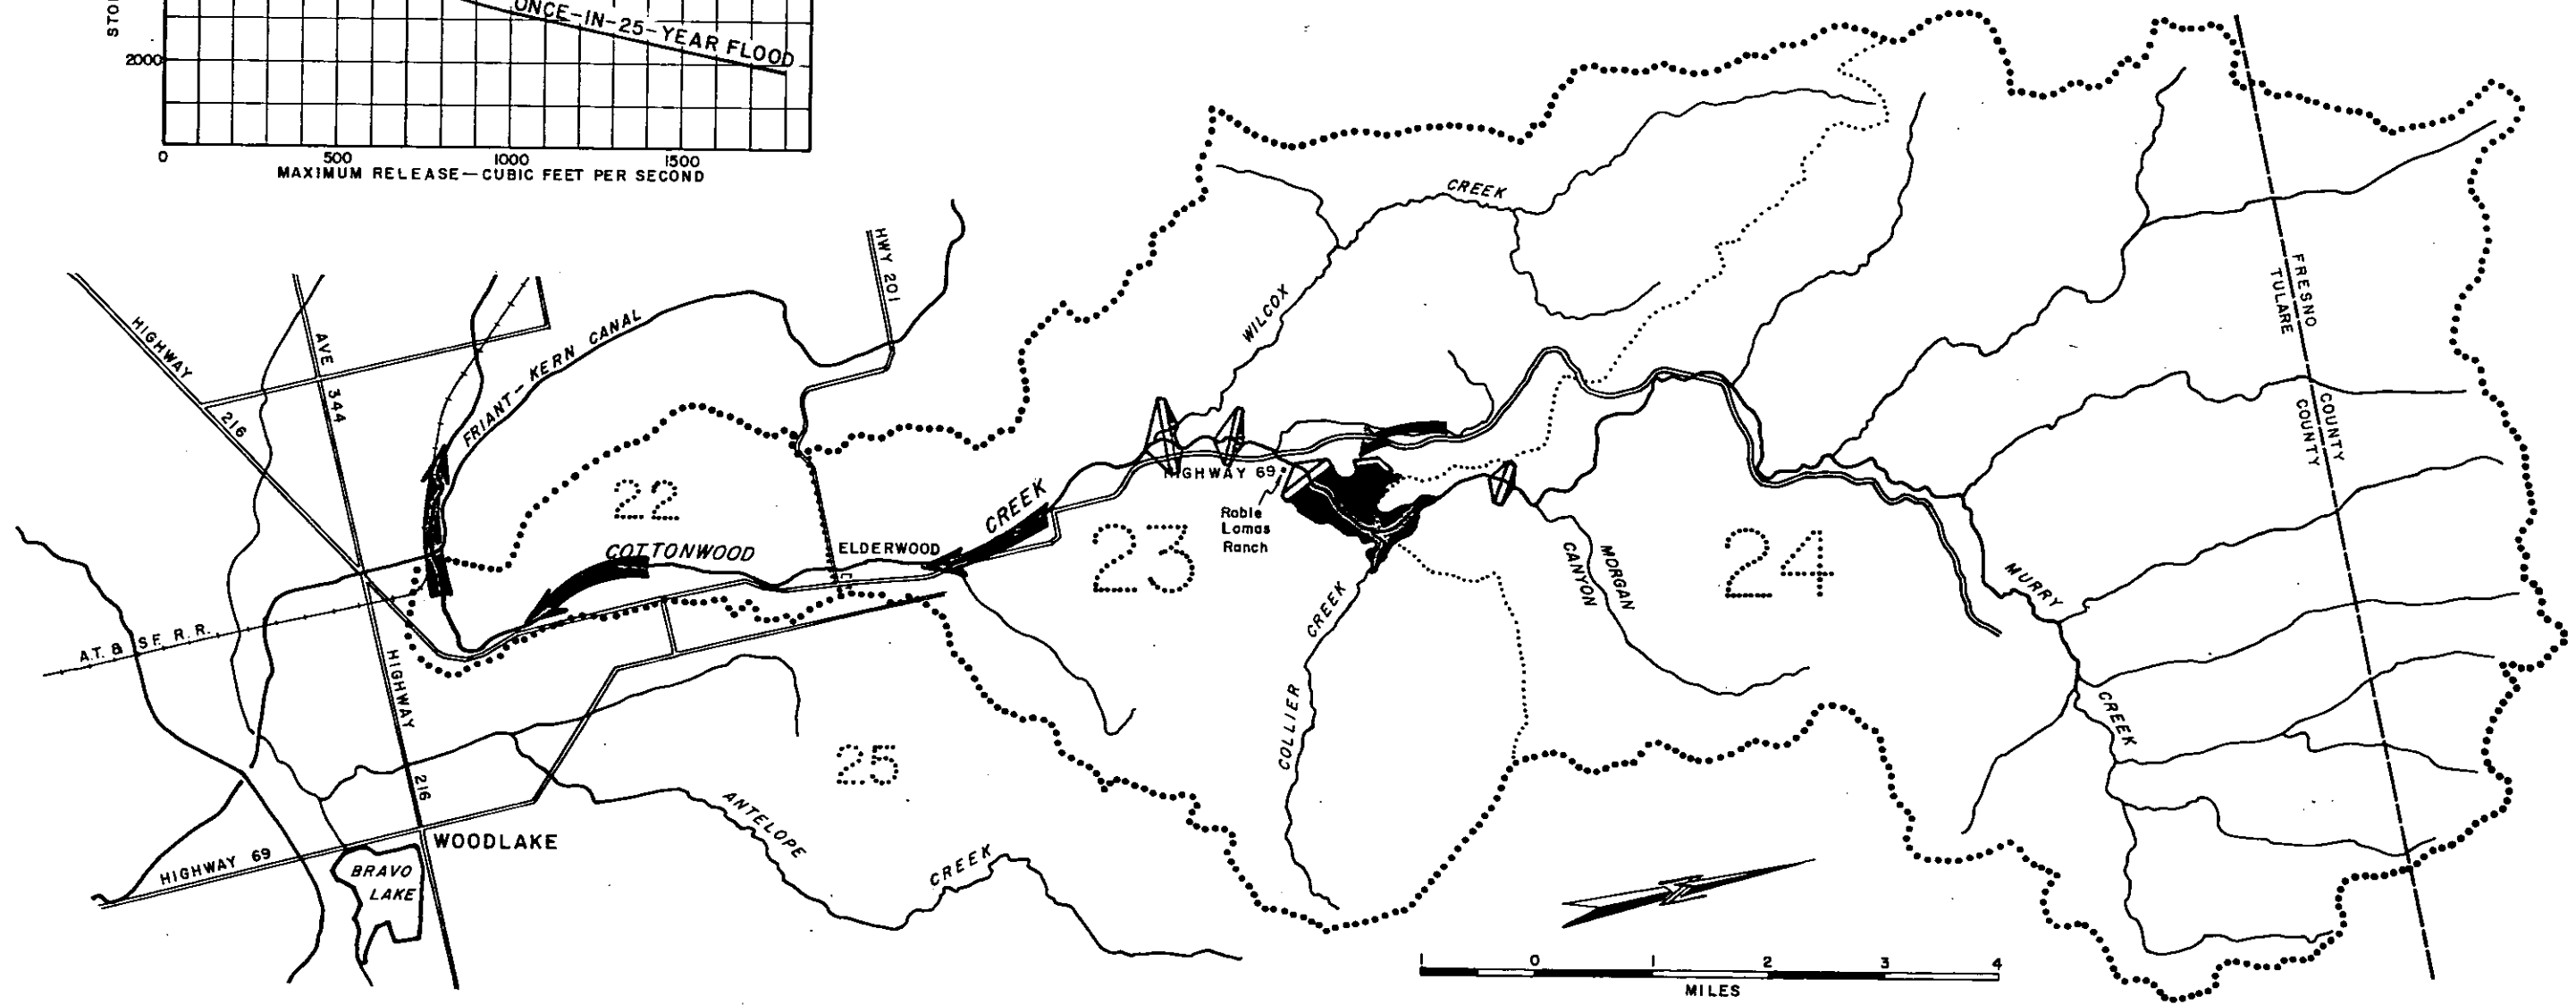 STO
ONCE-IN-25-YEAR FLOOD
2000
0 500 1000 1500
MAXIMUM RELEASE—CUBIC FEET PER SECOND
HWY 201
HIGHWAY
216
AVE
344
FRIANT-KERN CANAL
WILCOX
CREEK
FRESNO COUNTY
TULARE COUNTY
22
COTTONWOOD
CREEK
ELDERWOOD
23
HIGHWAY 69
Roble
Lomas
Ranch
MORGAN
CANYON
24
MURRY
CREEK
COLLIER
CREEK
A.T. & S.F. R.R.
HIGHWAY
216
25
ANTELOPE
CREEK
WOODLAKE
HIGHWAY 69
BRAVO
LAKE
1 0 1 2 3 4
MILES